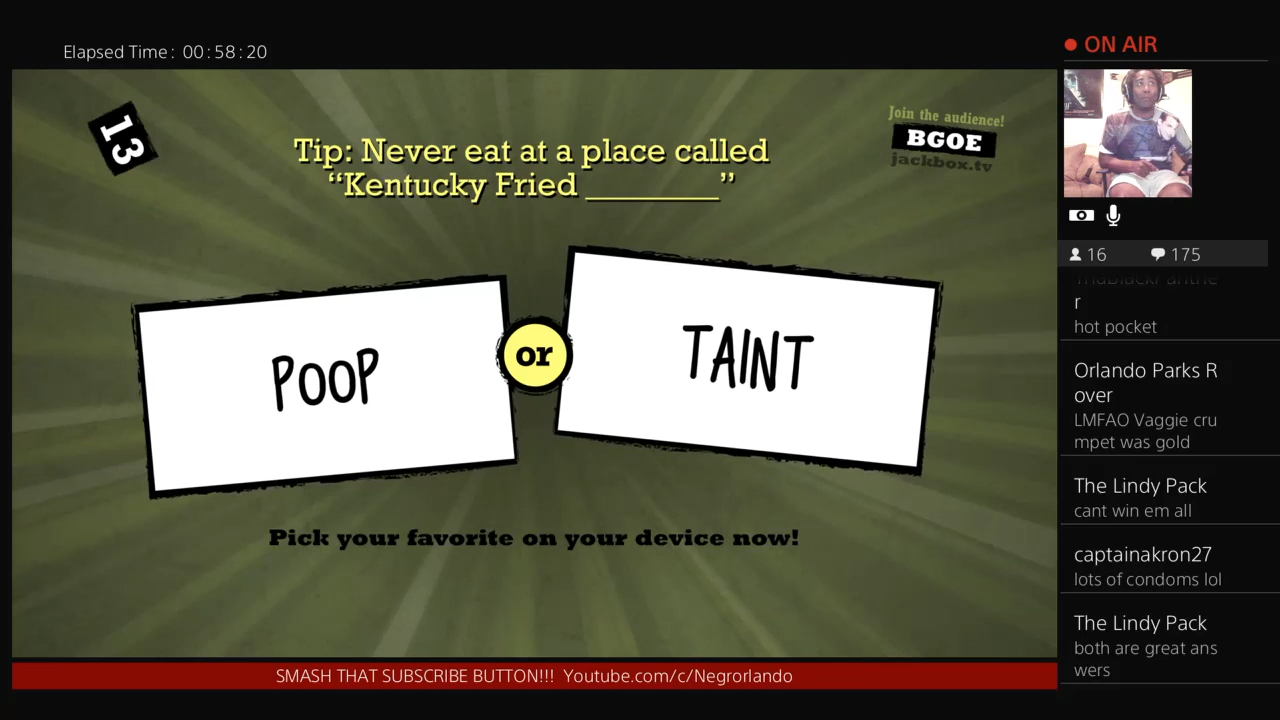 Elapsed Time: 00:58:20
ON AIR
13
Tip: Never eat at a place called
“Kentucky Fried ________”
Join the audience!
BGOE
jackbox.tv
POOP
or
TAINT
Pick your favorite on your device now!
SMASH THAT SUBSCRIBE BUTTON!!! Youtube.com/c/Negrorlando
16
175
r
hot pocket
Orlando Parks R
over
LMFAO Vaggie cru
mpet was gold
The Lindy Pack
cant win em all
captainakron27
lots of condoms lol
The Lindy Pack
both are great ans
wers